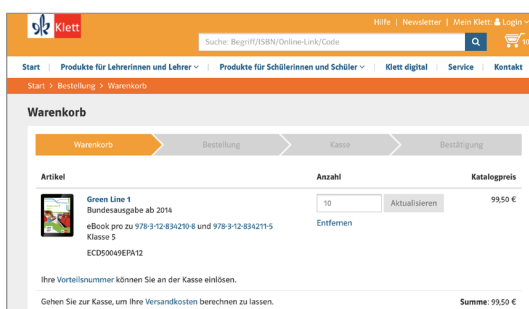 Klett
Hilfe | Newsletter | Mein Klett: Login
Suche: Begriff/ISBN/Online-Link/Code
10
Start | Produkte für Lehrerinnen und Lehrer | Produkte für Schülerinnen und Schüler | Klett digital | Service | Kontakt
Start > Bestellung > Warenkorb
Warenkorb
Warenkorb Bestellung Kasse Bestätigung
Artikel Anzahl Katalogpreis
Green Line 1 10 Aktualisieren 99,50 €
Bundesausgabe ab 2014
Entfernen
eBook pro zu 978-3-12-834210-8 und 978-3-12-834211-5
Klasse 5
ECD50049EPA12
Ihre Vorteilsnummer können Sie an der Kasse einlösen.
Gehen Sie zur Kasse, um Ihre Versandkosten berechnen zu lassen. Summe: 99,50 €